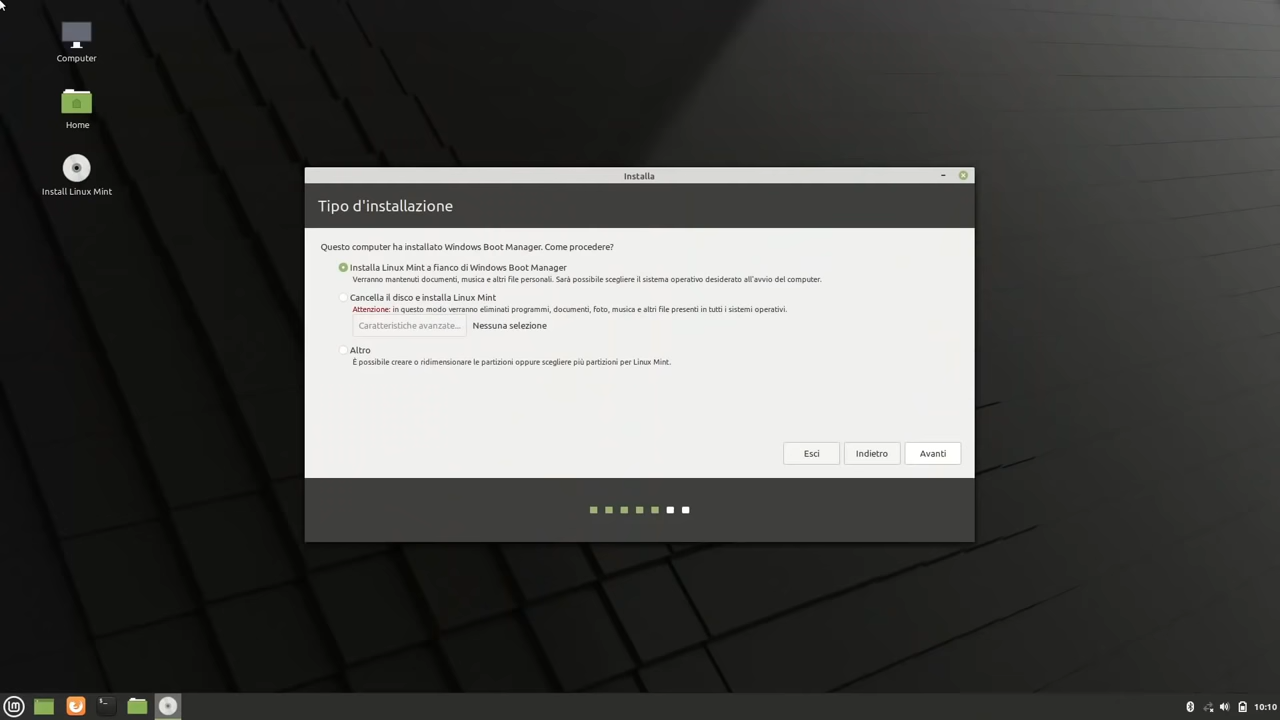 Computer
Home
Install Linux Mint
Installa
Tipo d'installazione
Questo computer ha installato Windows Boot Manager. Come procedere?
Installa Linux Mint a fianco di Windows Boot Manager
Verranno mantenuti documenti, musica e altri file personali. Sarà possibile scegliere il sistema operativo desiderato all'avvio del computer.
Cancella il disco e installa Linux Mint
Attenzione: in questo modo verranno eliminati programmi, documenti, foto, musica e altri file presenti in tutti i sistemi operativi.
Caratteristiche avanzate... Nessuna selezione
Altro
È possibile creare o ridimensionare le partizioni oppure scegliere più partizioni per Linux Mint.
Esci Indietro Avanti
10:10